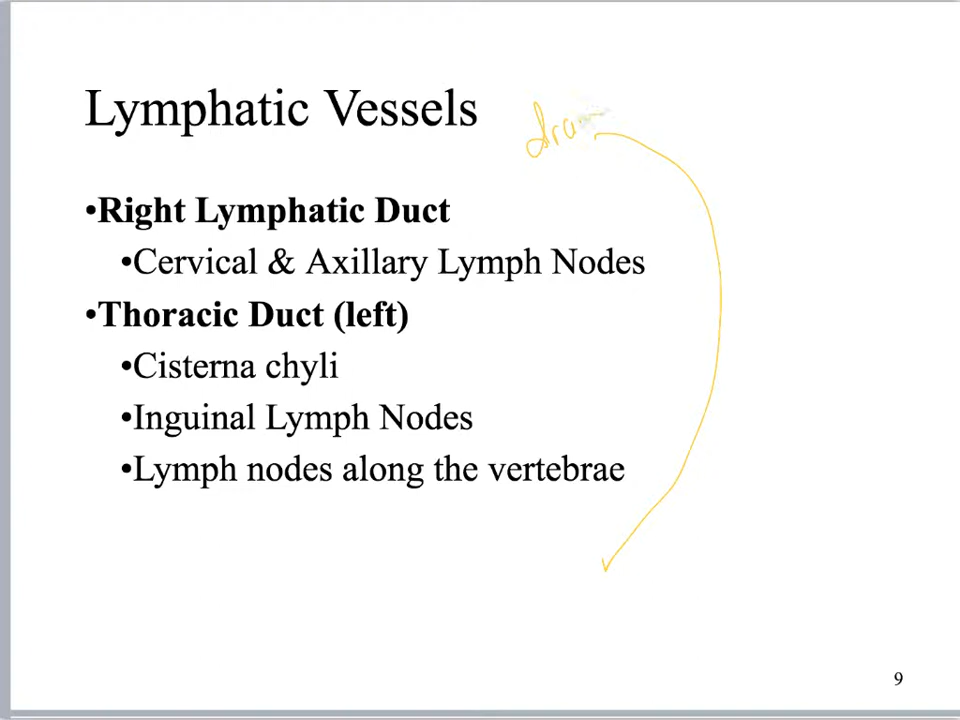 Lymphatic Vessels
•Right Lymphatic Duct
•Cervical & Axillary Lymph Nodes
•Thoracic Duct (left)
•Cisterna chyli
•Inguinal Lymph Nodes
•Lymph nodes along the vertebrae
9